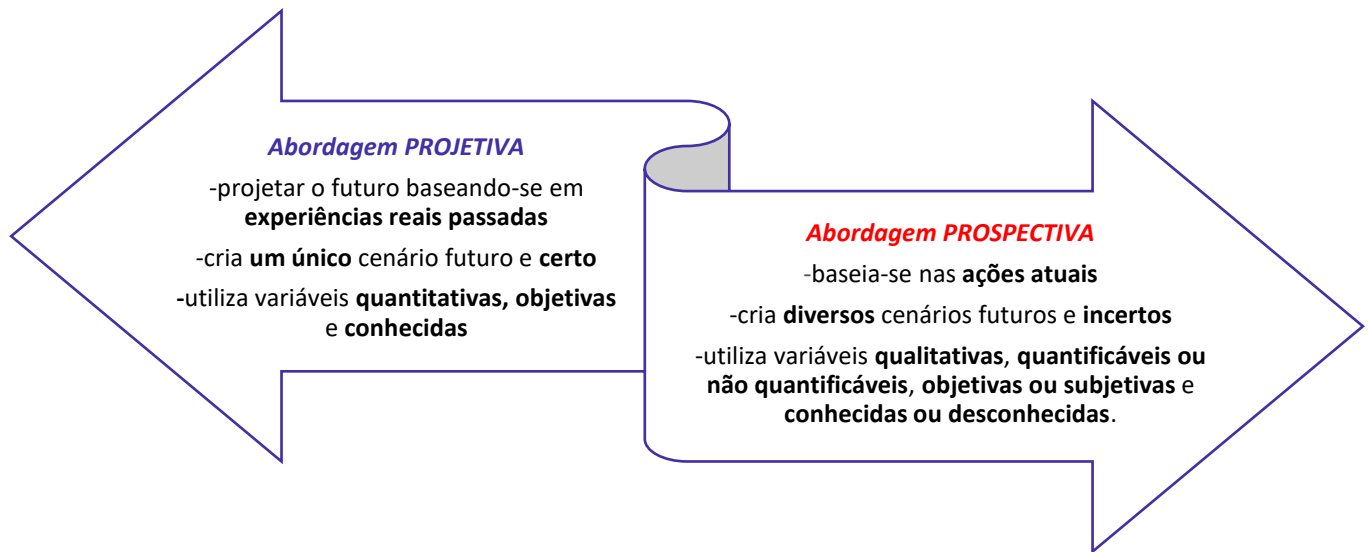 Abordagem PROJETIVA
-projetar o futuro baseando-se em
experiências reais passadas
-cria um único cenário futuro e certo
-utiliza variáveis quantitativas, objetivas
e conhecidas
Abordagem PROSPECTIVA
-baseia-se nas ações atuais
-cria diversos cenários futuros e incertos
-utiliza variáveis qualitativas, quantificáveis ou
não quantificáveis, objetivas ou subjetivas e
conhecidas ou desconhecidas.